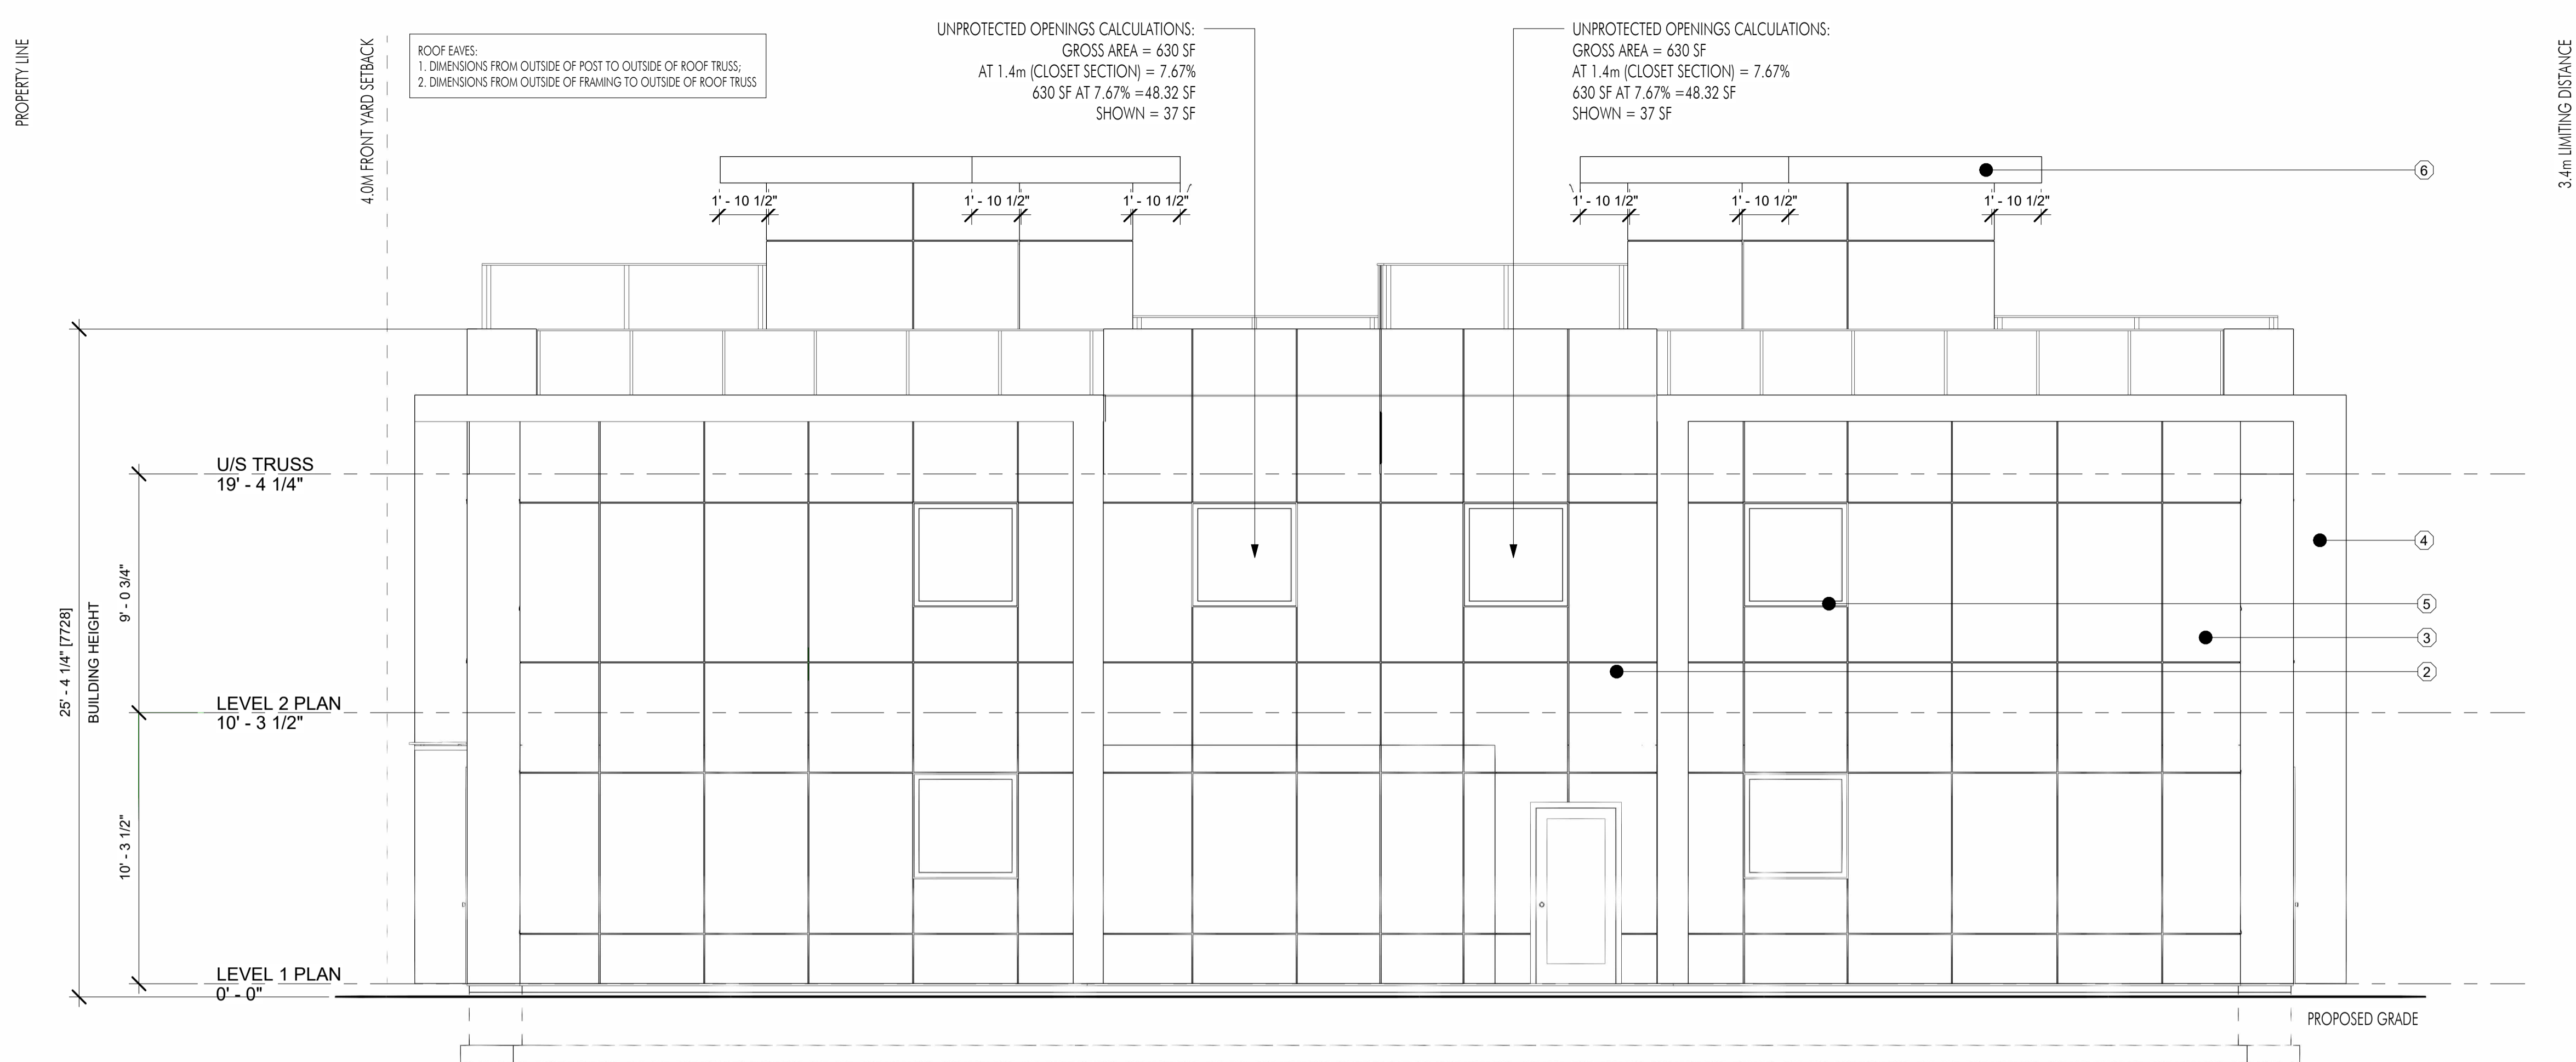 PROPERTY LINE
4.0M FRONT YARD SETBACK
ROOF EAVES:
1. DIMENSIONS FROM OUTSIDE OF POST TO OUTSIDE OF ROOF TRUSS;
2. DIMENSIONS FROM OUTSIDE OF FRAMING TO OUTSIDE OF ROOF TRUSS
UNPROTECTED OPENINGS CALCULATIONS:
GROSS AREA = 630 SF
AT 1.4m (CLOSET SECTION) = 7.67%
630 SF AT 7.67% =48.32 SF
SHOWN = 37 SF
UNPROTECTED OPENINGS CALCULATIONS:
GROSS AREA = 630 SF
AT 1.4m (CLOSET SECTION) = 7.67%
630 SF AT 7.67% =48.32 SF
SHOWN = 37 SF
3.4m LIMITING DISTANCE
6
1' - 10 1/2"
1' - 10 1/2"
1' - 10 1/2"
1' - 10 1/2"
1' - 10 1/2"
1' - 10 1/2"
U/S TRUSS
19' - 4 1/4"
4
9' - 0 3/4"
5
3
25' - 4 1/4" [7728]
BUILDING HEIGHT
2
LEVEL 2 PLAN
10' - 3 1/2"
10' - 3 1/2"
LEVEL 1 PLAN
0' - 0"
PROPOSED GRADE